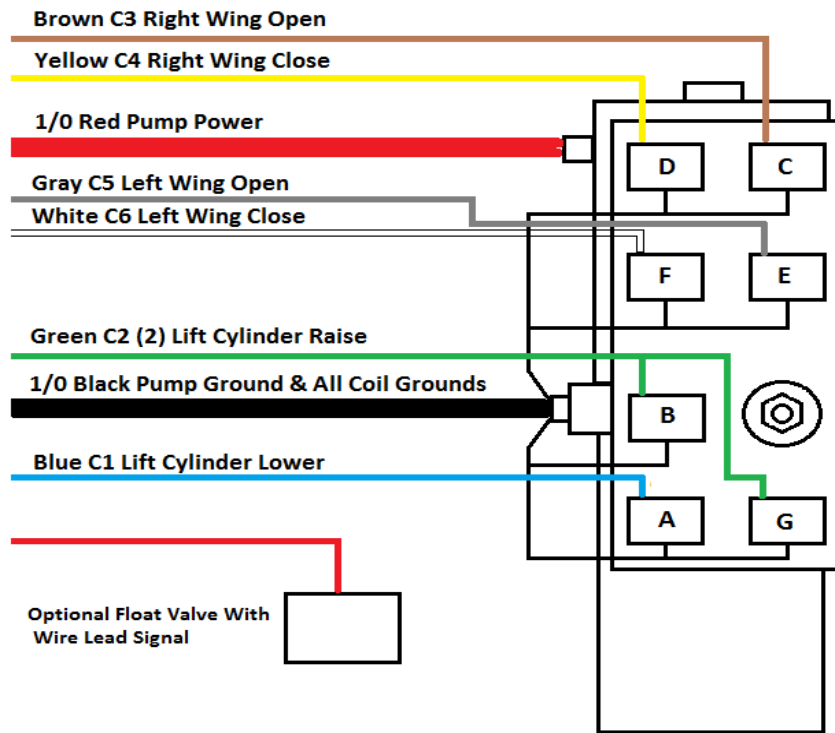 Brown C3 Right Wing Open
Yellow C4 Right Wing Close
1/0 Red Pump Power
D
C
Gray C5 Left Wing Open
White C6 Left Wing Close
F
E
Green C2 (2) Lift Cylinder Raise
1/0 Black Pump Ground & All Coil Grounds
B
Blue C1 Lift Cylinder Lower
A
G
Optional Float Valve With
Wire Lead Signal